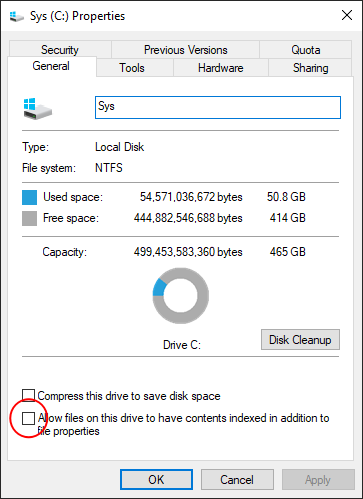 Sys (C:) Properties
Security Previous Versions Quota
General Tools Hardware Sharing
Sys
Type: Local Disk
File system: NTFS
Used space: 54,571,036,672 bytes 50.8 GB
Free space: 444,882,546,688 bytes 414 GB
Capacity: 499,453,583,360 bytes 465 GB
Drive C: Disk Cleanup
Compress this drive to save disk space
Allow files on this drive to have contents indexed in addition to
file properties
OK Cancel Apply